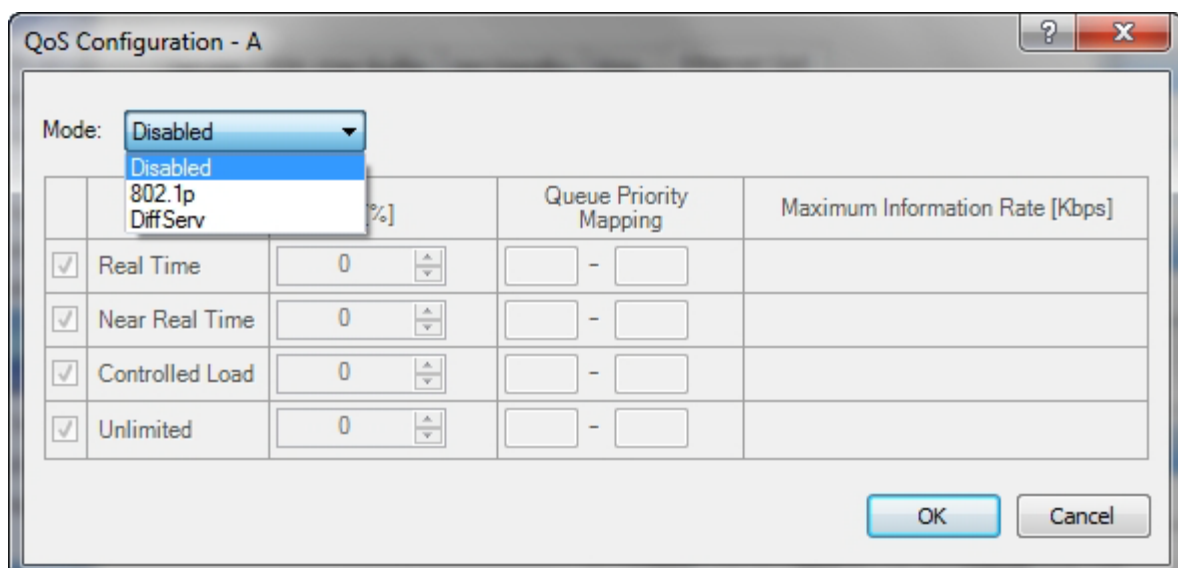 QoS Configuration - A
?
Mode: Disabled
Disabled
802.1p
DiffServ
[%]
Queue Priority
Mapping
Maximum Information Rate [Kbps]
Real Time 0 -
Near Real Time 0 -
Controlled Load 0 -
Unlimited 0 -
OK Cancel